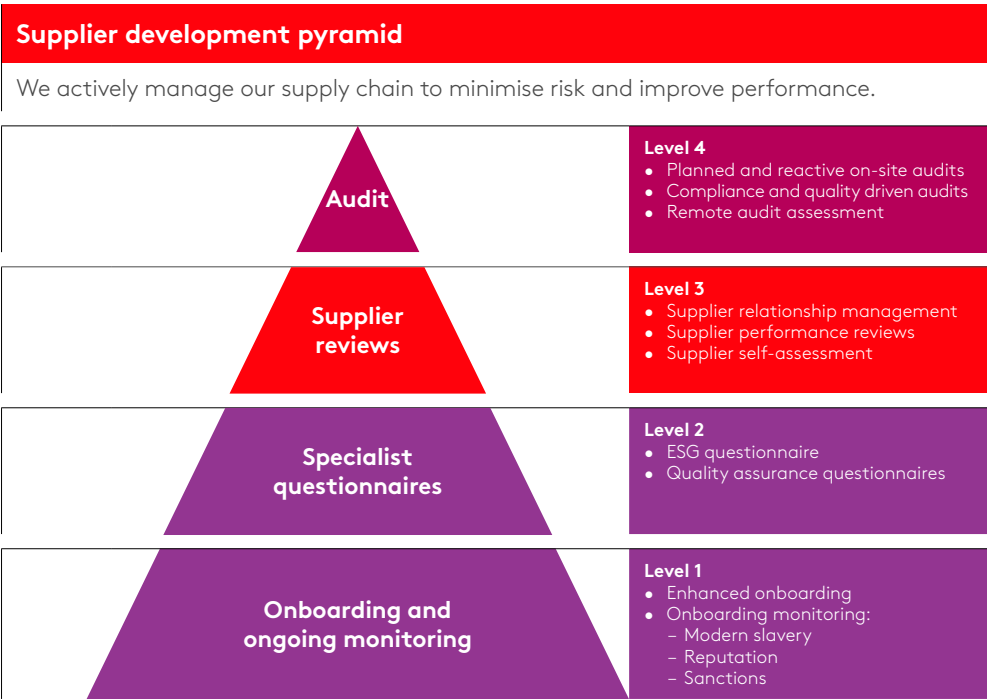 Supplier development pyramid
We actively manage our supply chain to minimise risk and improve performance.
Audit
Level 4
• Planned and reactive on-site audits
• Compliance and quality driven audits
• Remote audit assessment
Supplier
reviews
Level 3
• Supplier relationship management
• Supplier performance reviews
• Supplier self-assessment
Specialist
questionnaires
Level 2
• ESG questionnaire
• Quality assurance questionnaires
Onboarding and
ongoing monitoring
Level 1
• Enhanced onboarding
• Onboarding monitoring:
– Modern slavery
– Reputation
– Sanctions